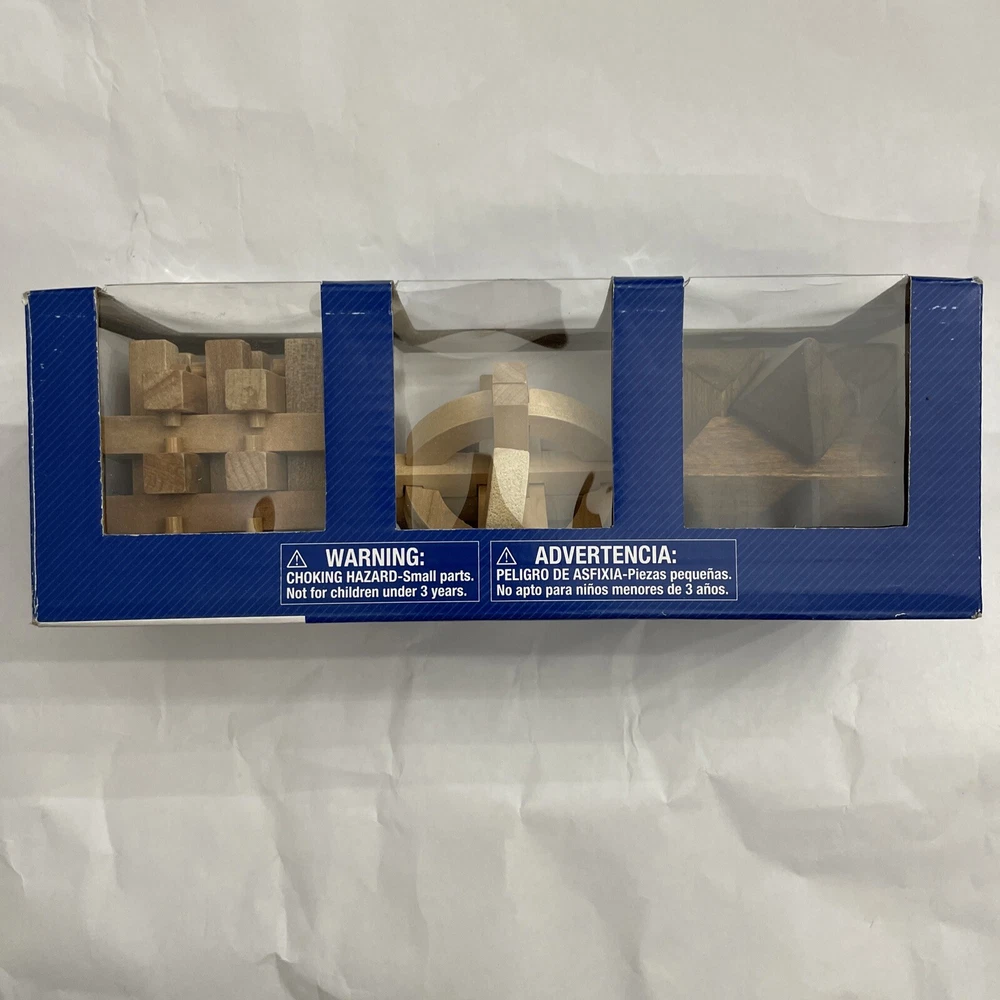 WARNING:
CHOKING HAZARD-Small parts.
Not for children under 3 years.
ADVERTENCIA:
PELIGRO DE ASFIXIA-Piezas pequeñas.
No apto para niños menores de 3 años.